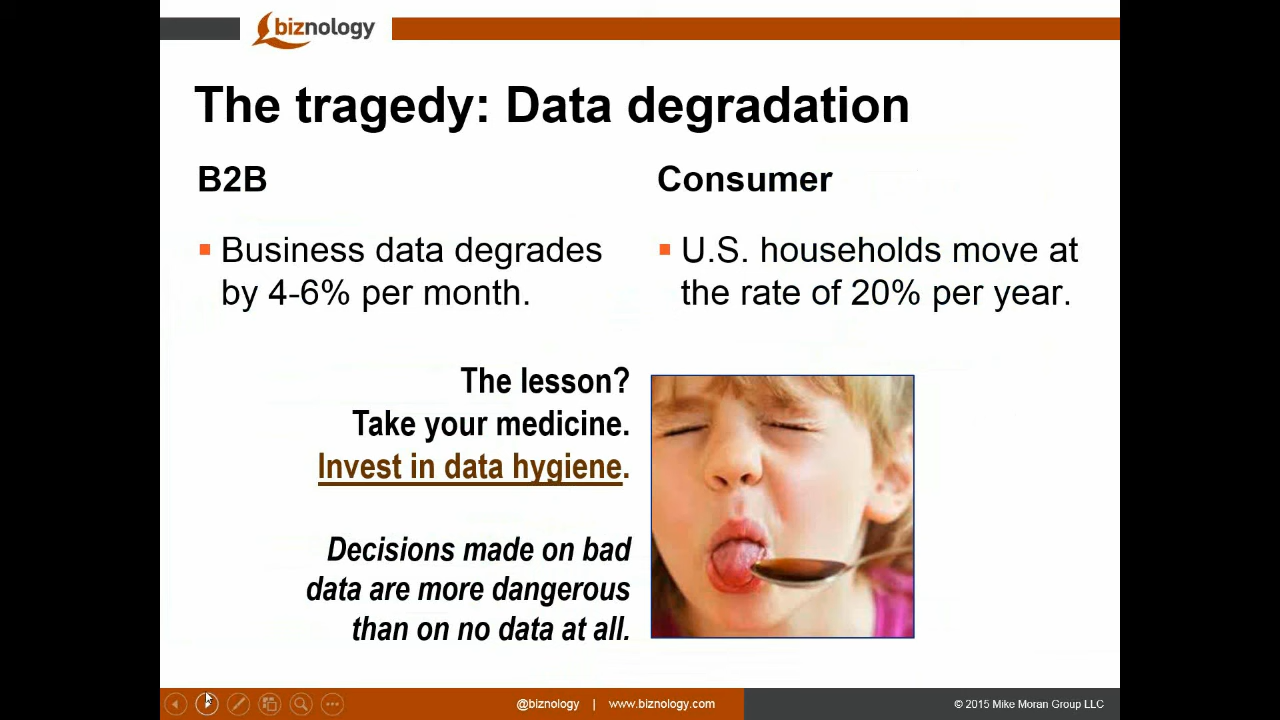 biznology
The tragedy: Data degradation
B2B
Business data degrades
by 4-6% per month.
Consumer
U.S. households move at
the rate of 20% per year.
The lesson?
Take your medicine.
Invest in data hygiene.
Decisions made on bad
data are more dangerous
than on no data at all.
@biznology | www.biznology.com
© 2015 Mike Moran Group LLC